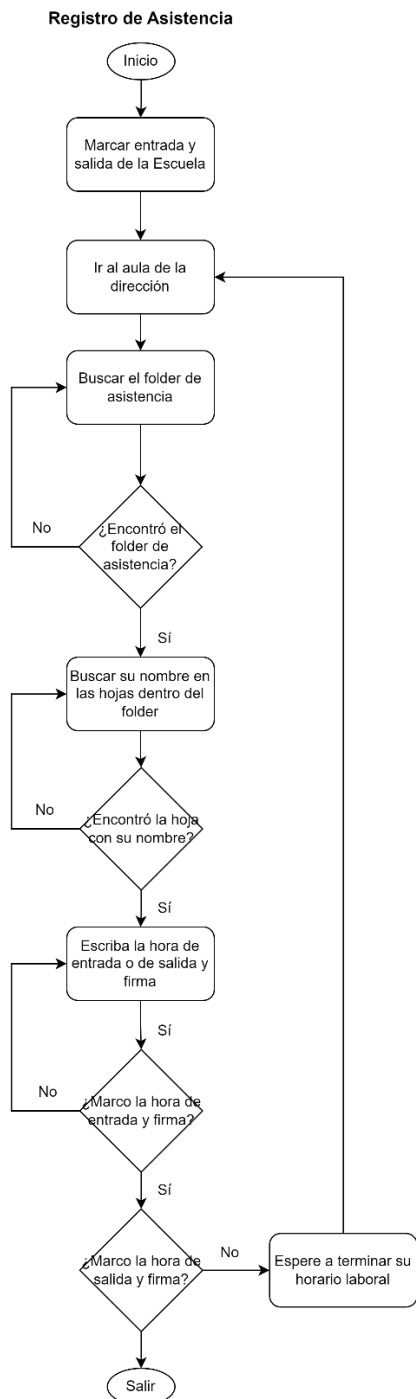 Registro de Asistencia
Inicio
Marcar entrada y
salida de la Escuela
Ir al aula de la
dirección
Buscar el folder de
asistencia
¿Encontró el
folder de
asistencia?
No
Sí
Buscar su nombre en
las hojas dentro del
folder
¿Encontró la hoja
con su nombre?
No
Sí
Escriba la hora de
entrada o de salida y
firma
Sí
¿Marco la hora de
entrada y firma?
No
Sí
¿Marco la hora de
salida y firma?
No
Espere a terminar su
horario laboral
Salir